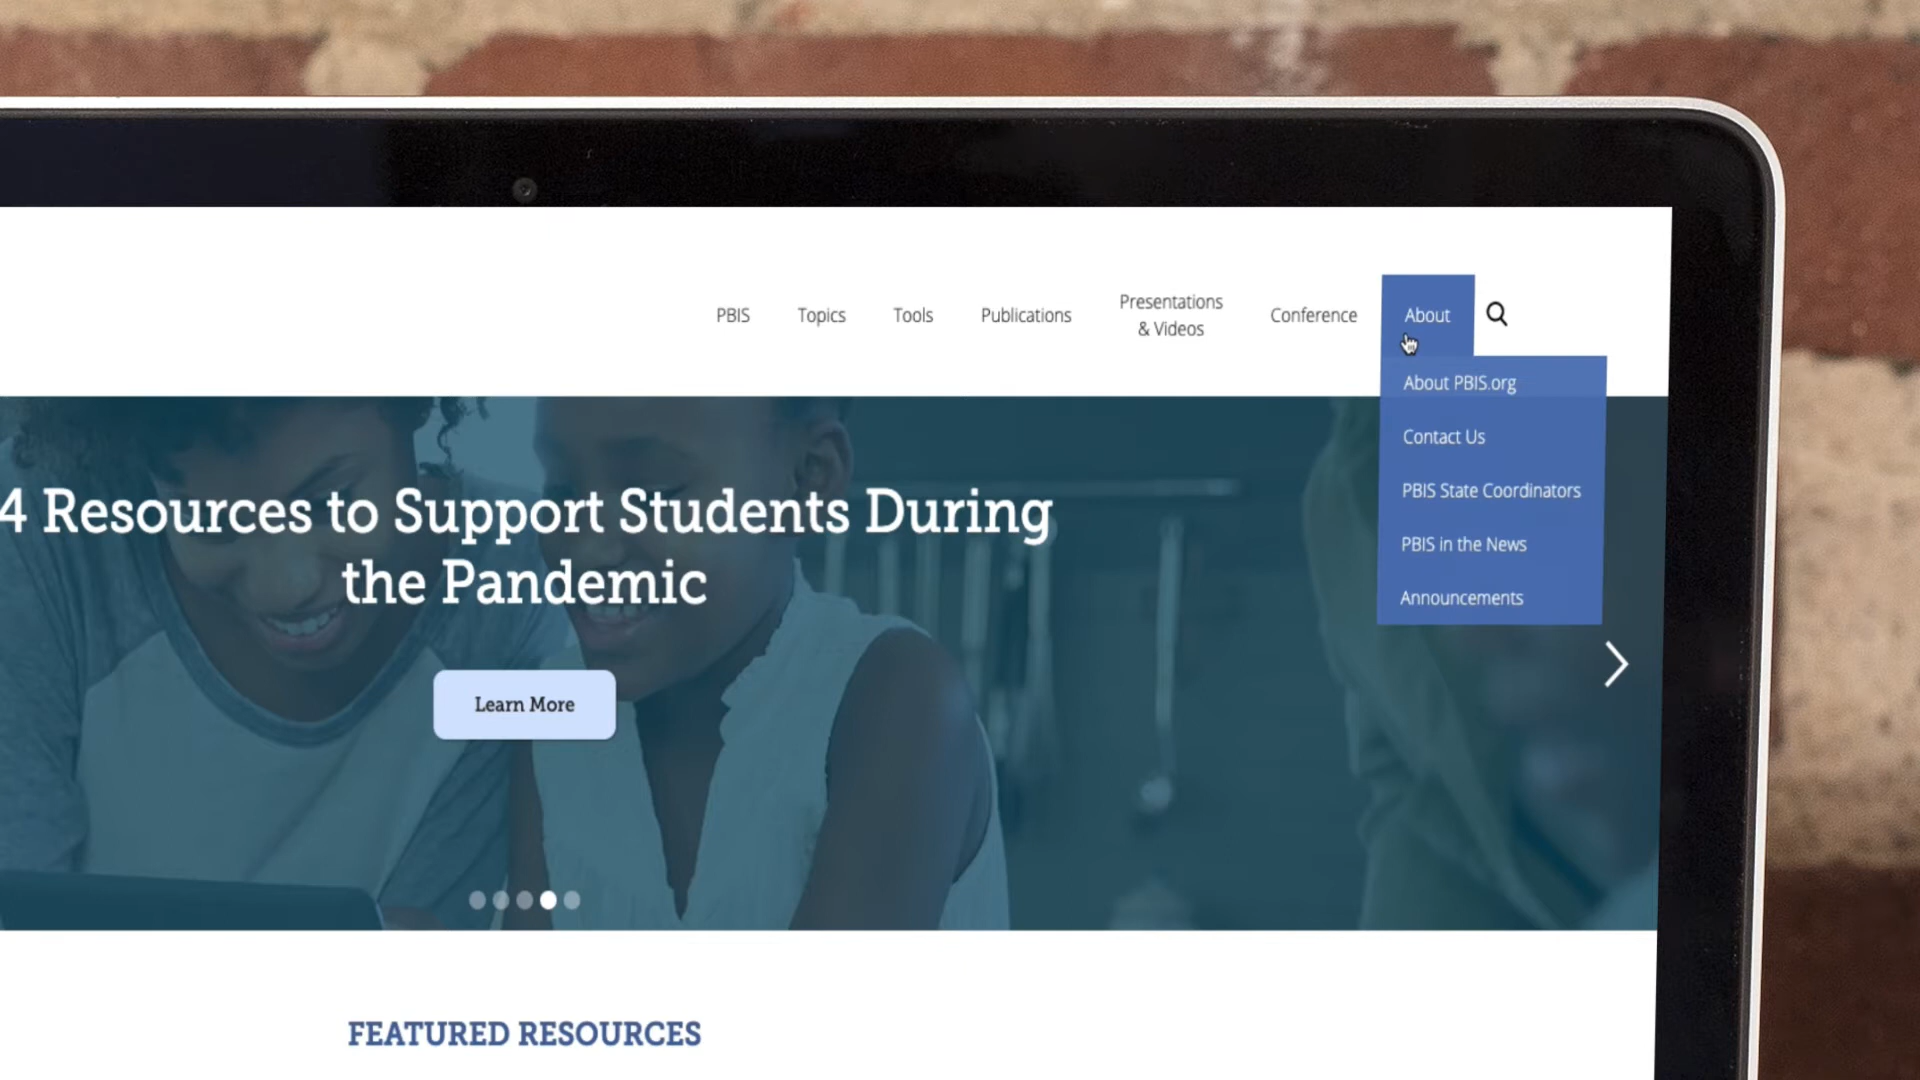 PBIS
Topics
Tools
Publications
Presentations
& Videos
Conference
About
About PBIS.org
Contact Us
PBIS State Coordinators
PBIS in the News
Announcements
4 Resources to Support Students During
the Pandemic
Learn More
FEATURED RESOURCES